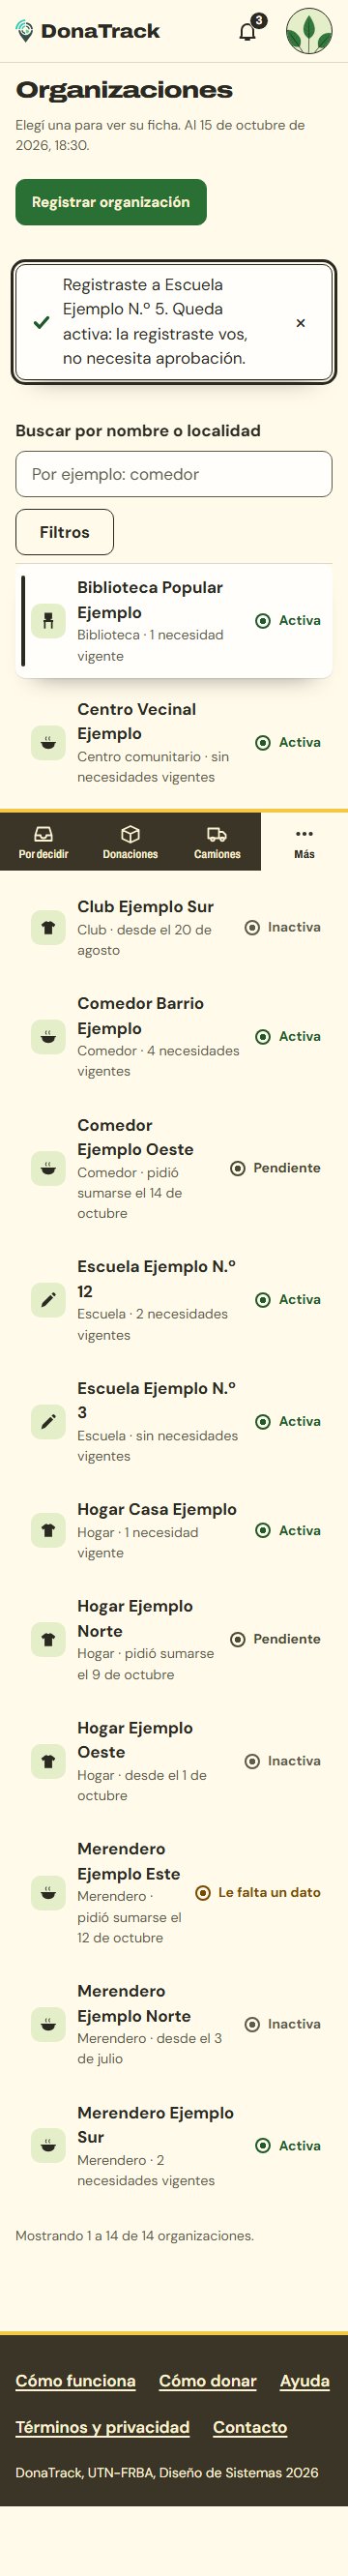 DonaTrack
3
Organizaciones
Elegí una para ver su ficha. Al 15 de octubre de
2026, 18:30.
Registrar organización
Registraste a Escuela
Ejemplo N.º 5. Queda
activa: la registraste vos,
no necesita aprobación.
Buscar por nombre o localidad
Por ejemplo: comedor
Filtros
Biblioteca Popular
Ejemplo
Biblioteca · 1 necesidad
vigente
Activa
Centro Vecinal
Ejemplo
Centro comunitario · sin
necesidades vigentes
Activa
Por decidir
Donaciones
Camiones
Más
Club Ejemplo Sur
Club · desde el 20 de
agosto
Inactiva
Comedor Barrio
Ejemplo
Comedor · 4 necesidades
vigentes
Activa
Comedor
Ejemplo Oeste
Comedor · pidió
sumarse el 14 de
octubre
Pendiente
Escuela Ejemplo N.º
12
Escuela · 2 necesidades
vigentes
Activa
Escuela Ejemplo N.º
3
Escuela · sin necesidades
vigentes
Activa
Hogar Casa Ejemplo
Hogar · 1 necesidad
vigente
Activa
Hogar Ejemplo
Norte
Hogar · pidió sumarse
el 9 de octubre
Pendiente
Hogar Ejemplo
Oeste
Hogar · desde el 1 de
octubre
Inactiva
Merendero
Ejemplo Este
Merendero ·
pidió sumarse el
12 de octubre
Le falta un dato
Merendero
Ejemplo Norte
Merendero · desde el 3
de julio
Inactiva
Merendero Ejemplo
Sur
Merendero · 2
necesidades vigentes
Activa
Mostrando 1 a 14 de 14 organizaciones.
Cómo funciona
Cómo donar
Ayuda
Términos y privacidad
Contacto
DonaTrack, UTN-FRBA, Diseño de Sistemas 2026